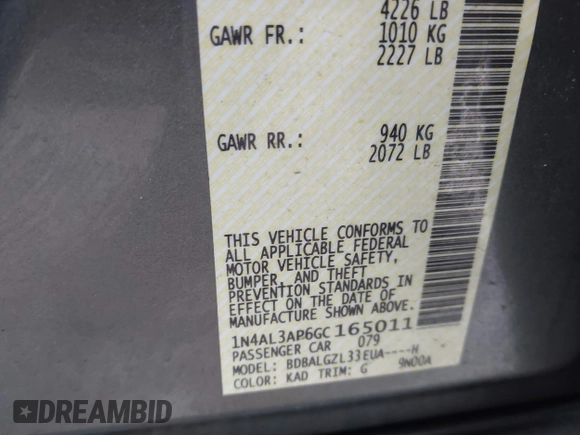 4226 LB
GAWR FR.: 1010 KG
2227 LB
GAWR RR.: 940 KG
2072 LB
THIS VEHICLE CONFORMS TO
ALL APPLICABLE FEDERAL
MOTOR VEHICLE SAFETY,
BUMPER, AND THEFT
PREVENTION STANDARDS IN
EFFECT ON THE DATE OF
MANUFACTURE SHOWN ABOVE.
1N4AL3AP6GC165011
PASSENGER CAR 079
MODEL: BDBALGZL33EUA----H
COLOR: KAD TRIM: G 9N00A
DREAMBID